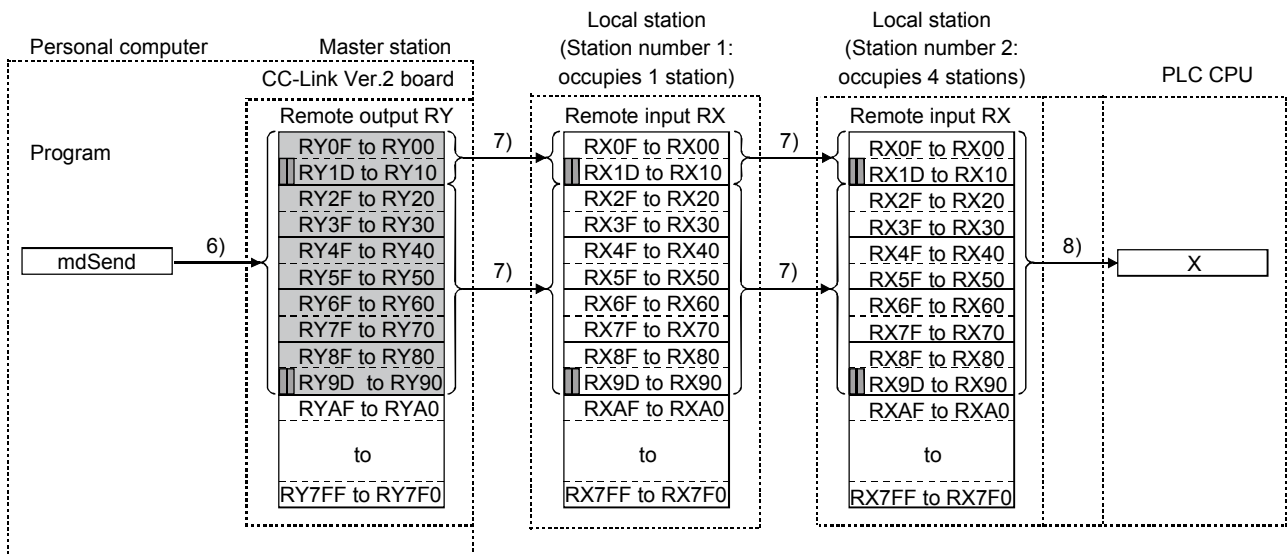 Personal computer
Master station
Local station
(Station number 1:
occupies 1 station)
Local station
(Station number 2:
occupies 4 stations)
PLC CPU
CC-Link Ver.2 board
Program
mdSend
6)
Remote output RY
RY0F to RY00
RY1D to RY10
RY2F to RY20
RY3F to RY30
RY4F to RY40
RY5F to RY50
RY6F to RY60
RY7F to RY70
RY8F to RY80
RY9D to RY90
RYAF to RYA0
to
RY7FF to RY7F0
7)
7)
Remote input RX
RX0F to RX00
RX1D to RX10
RX2F to RX20
RX3F to RX30
RX4F to RX40
RX5F to RX50
RX6F to RX60
RX7F to RX70
RX8F to RX80
RX9D to RX90
RXAF to RXA0
to
RX7FF to RX7F0
7)
7)
Remote input RX
RX0F to RX00
RX1D to RX10
RX2F to RX20
RX3F to RX30
RX4F to RX40
RX5F to RX50
RX6F to RX60
RX7F to RX70
RX8F to RX80
RX9D to RX90
RXAF to RXA0
to
RX7FF to RX7F0
8)
X